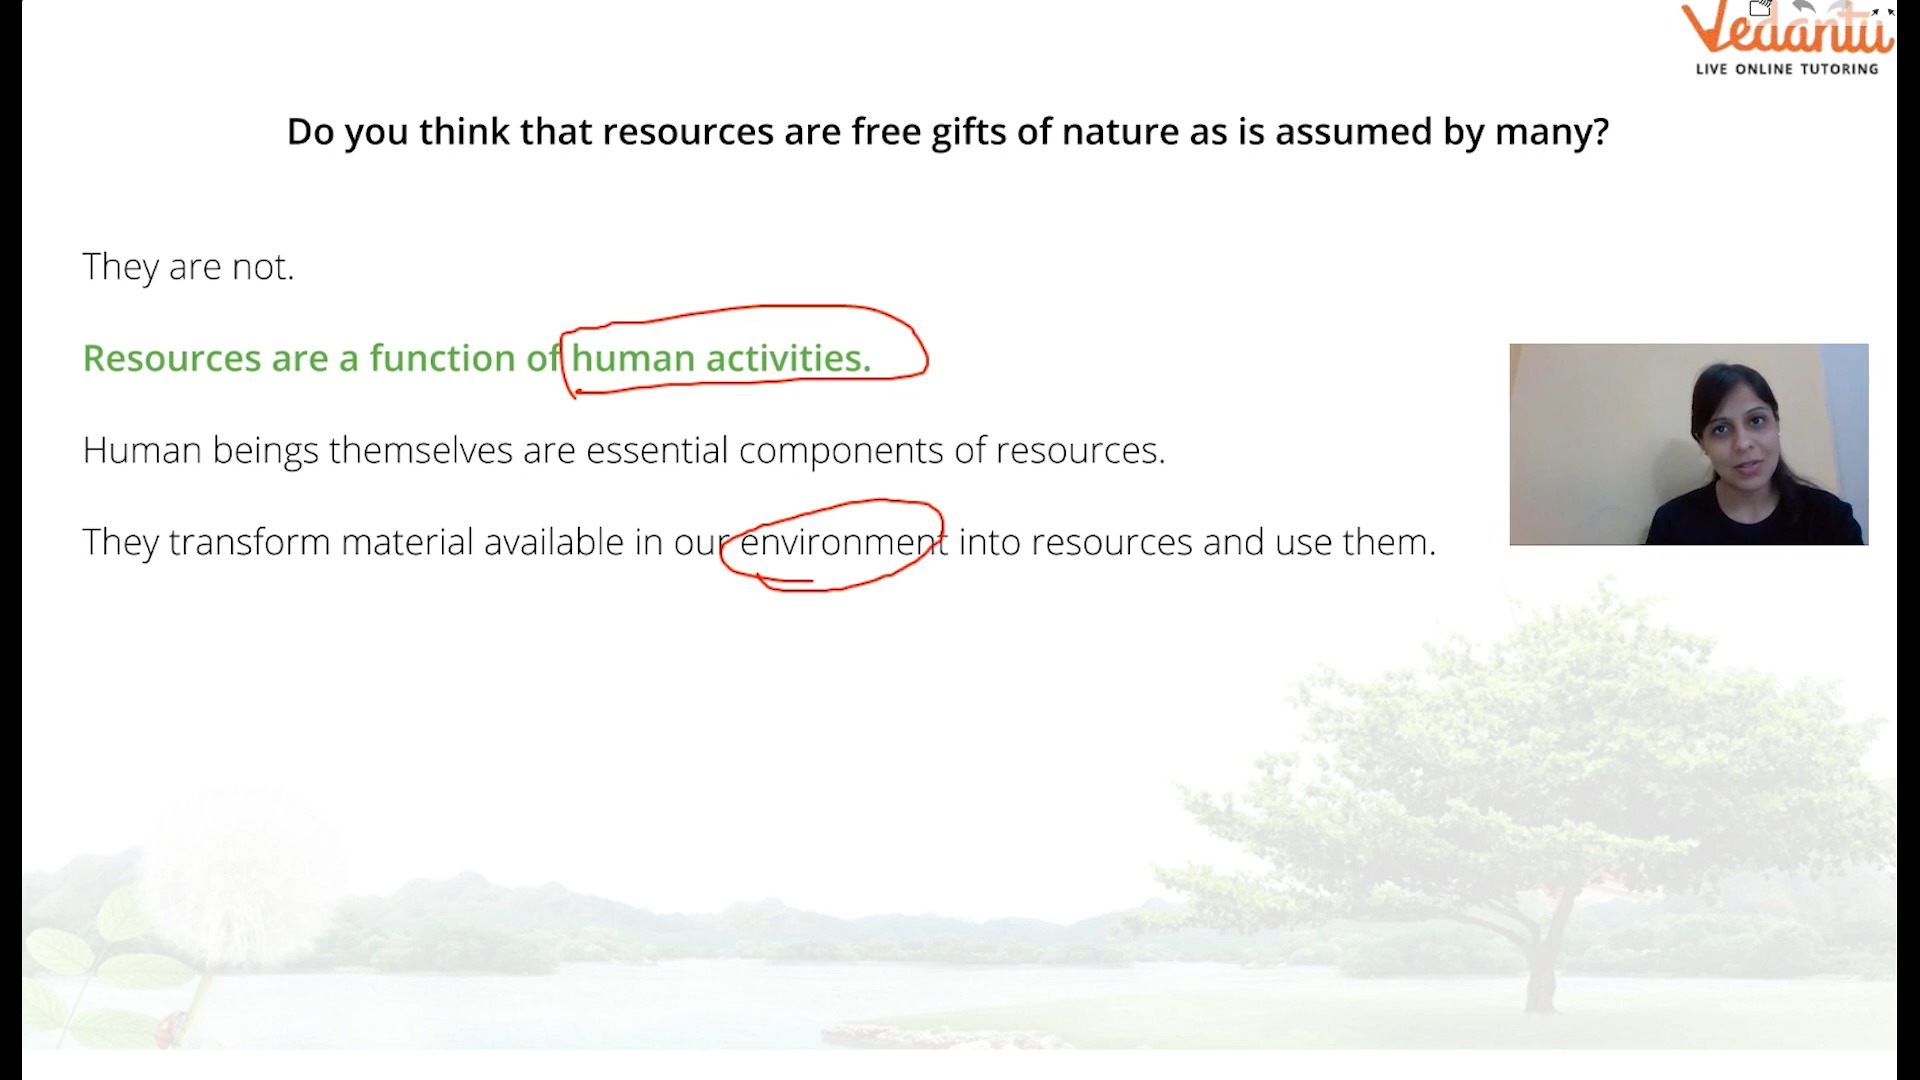 Vedantu
LIVE ONLINE TUTORING
Do you think that resources are free gifts of nature as is assumed by many?
They are not.
Resources are a function of human activities.
Human beings themselves are essential components of resources.
They transform material available in our environment into resources and use them.